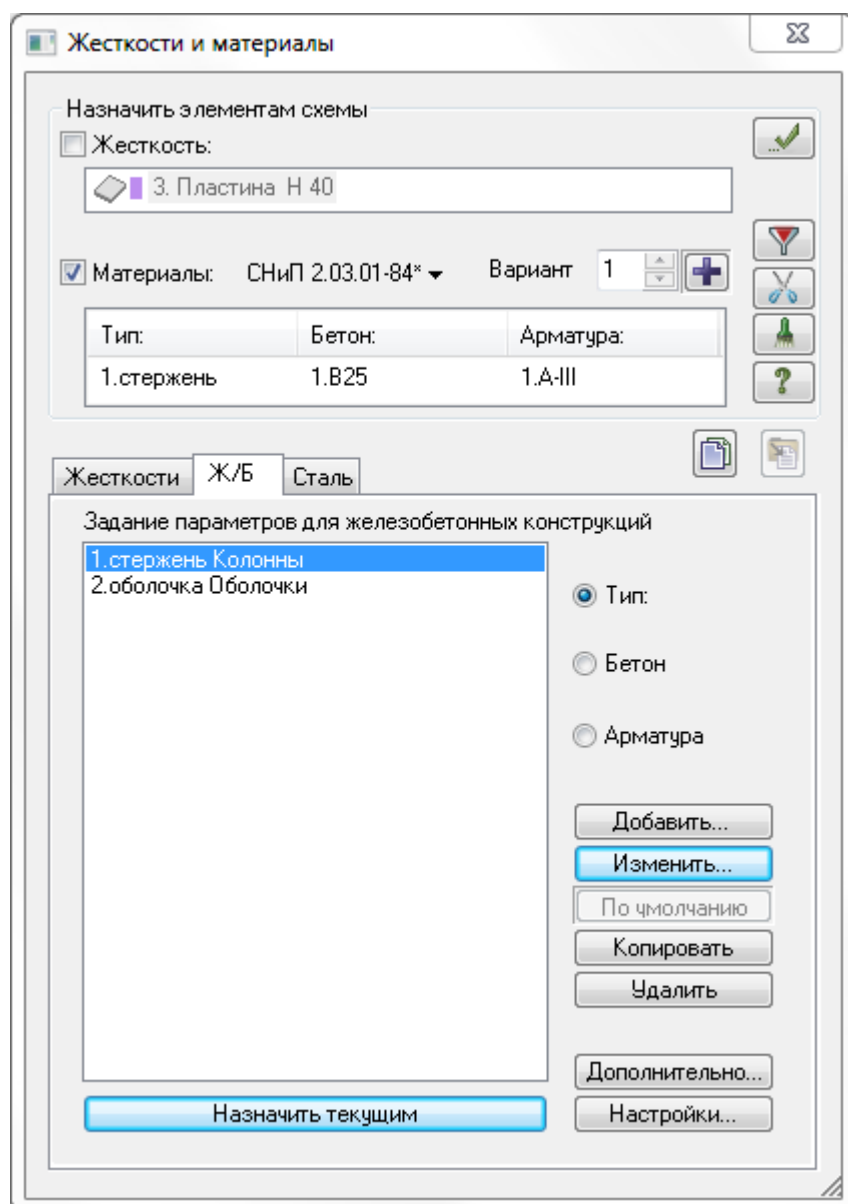 Жесткости и материалы
Назначить элементам схемы
Жесткость:
3. Пластина Н 40
Материалы: СНиП 2.03.01-84* Вариант 1
Тип: Бетон: Арматура:
1.стержень 1.В25 1.А-III
Жесткости Ж/Б Сталь
Задание параметров для железобетонных конструкций
1.стержень Колонны
2.оболочка Оболочки
Тип:
Бетон
Арматура
Добавить...
Изменить...
По умолчанию
Копировать
Удалить
Дополнительно...
Назначить текущим Настройки...